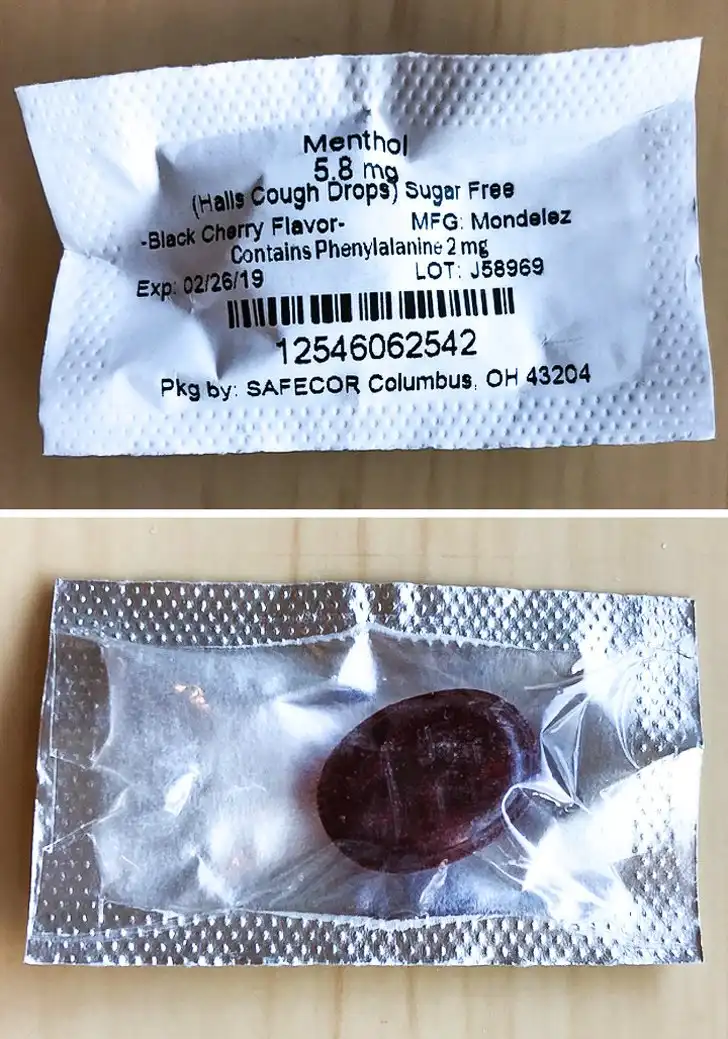 Menthol
5.8 mg
(Halls Cough Drops) Sugar Free
-Black Cherry Flavor- MFG: Mondelez
Contains Phenylalanine 2 mg
Exp: 02/26/19 LOT: J58969
12546062542
Pkg by: SAFECOR Columbus, OH 43204